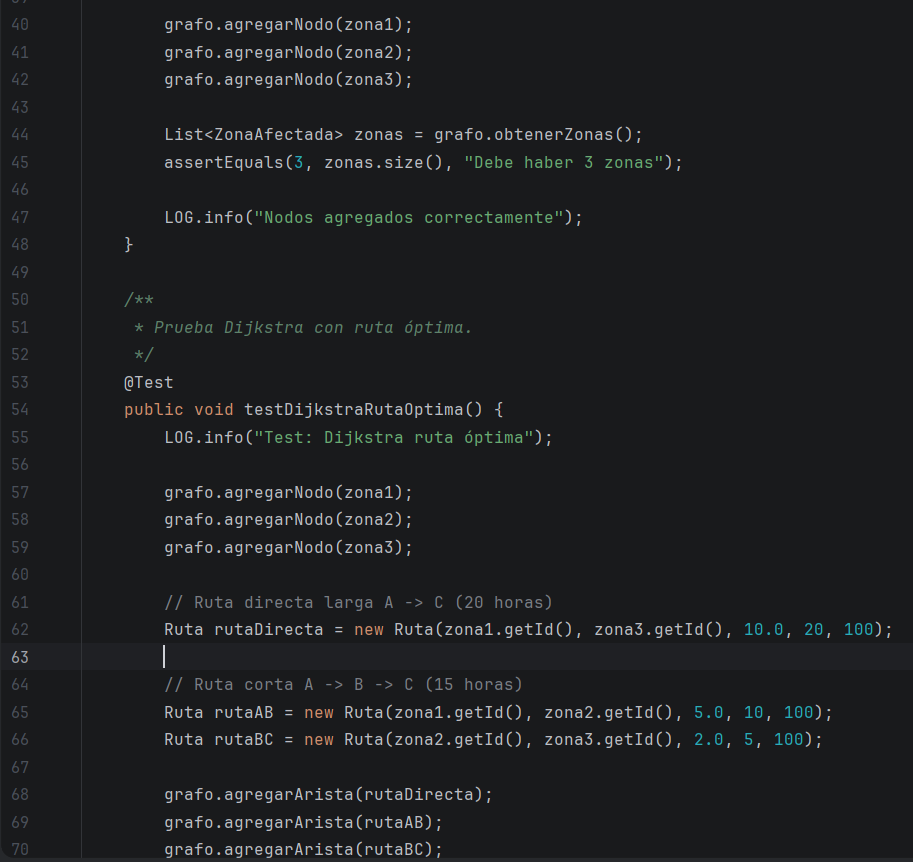 40 grafo.agregarNodo(zona1);
41 grafo.agregarNodo(zona2);
42 grafo.agregarNodo(zona3);
43
44 List<ZonaAfectada> zonas = grafo.obtenerZonas();
45 assertEquals(3, zonas.size(), "Debe haber 3 zonas");
46
47 LOG.info("Nodos agregados correctamente");
48 }
49
50 /**
51 * Prueba Dijkstra con ruta óptima.
52 */
53 @Test
54 public void testDijkstraRutaOptima() {
55 LOG.info("Test: Dijkstra ruta óptima");
56
57 grafo.agregarNodo(zona1);
58 grafo.agregarNodo(zona2);
59 grafo.agregarNodo(zona3);
60
61 // Ruta directa larga A -> C (20 horas)
62 Ruta rutaDirecta = new Ruta(zona1.getId(), zona3.getId(), 10.0, 20, 100);
63
64 // Ruta corta A -> B -> C (15 horas)
65 Ruta rutaAB = new Ruta(zona1.getId(), zona2.getId(), 5.0, 10, 100);
66 Ruta rutaBC = new Ruta(zona2.getId(), zona3.getId(), 2.0, 5, 100);
67
68 grafo.agregarArista(rutaDirecta);
69 grafo.agregarArista(rutaAB);
70 grafo.agregarArista(rutaBC);